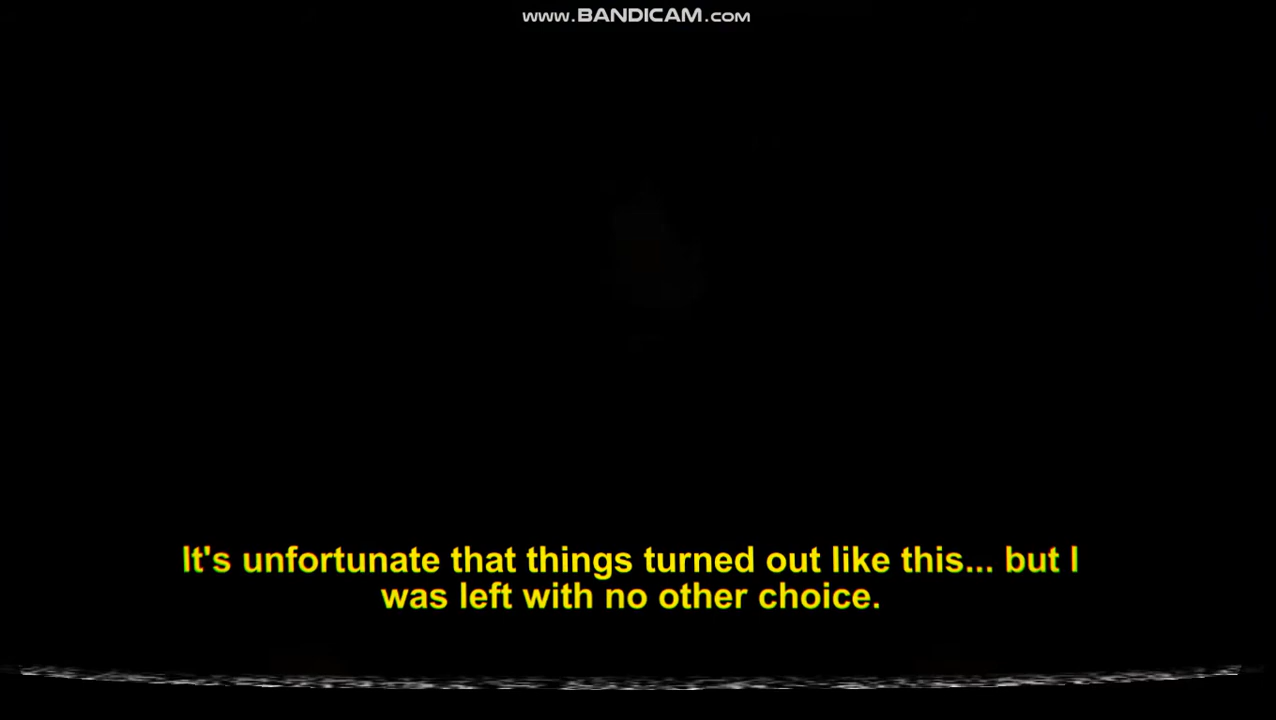 www.BANDICAM.com
It's unfortunate that things turned out like this... but I
was left with no other choice.